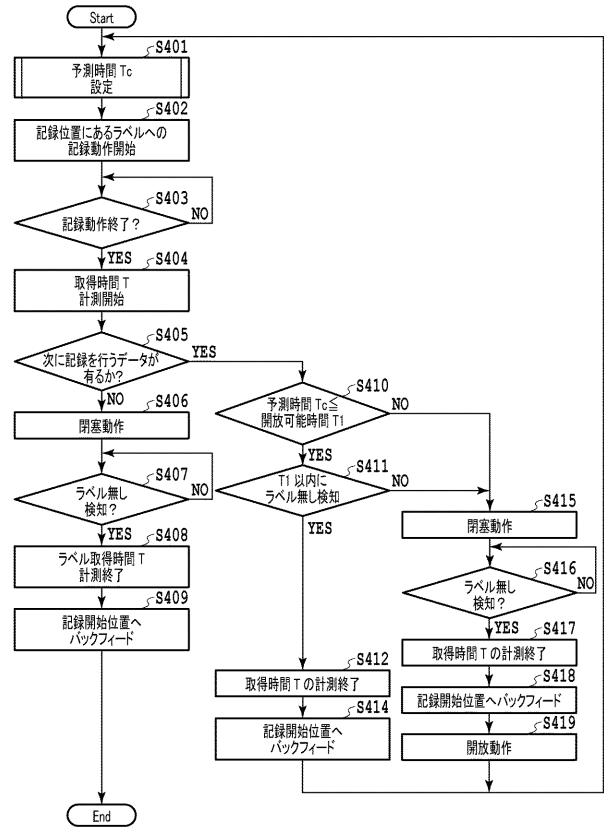 Start
S401
予測時間 Tc
設定
S402
記録位置にあるラベルへの
記録動作開始
S403
記録動作終了？
NO
YES
S404
取得時間 T
計測開始
S405
次に記録を行うデータが
有るか？
YES
NO
S406
閉塞動作
S407
ラベル無し
検知？
NO
YES
S408
ラベル取得時間 T
計測終了
S409
記録開始位置へ
バックフィード
End
S410
予測時間 Tc≦
開放可能時間 T1
NO
YES
S411
T1 以内に
ラベル無し検知
NO
YES
S412
取得時間 T の計測終了
S414
記録開始位置へ
バックフィード
S415
閉塞動作
S416
ラベル無し
検知？
NO
YES
S417
取得時間 T の計測終了
S418
記録開始位置へバックフィード
S419
開放動作